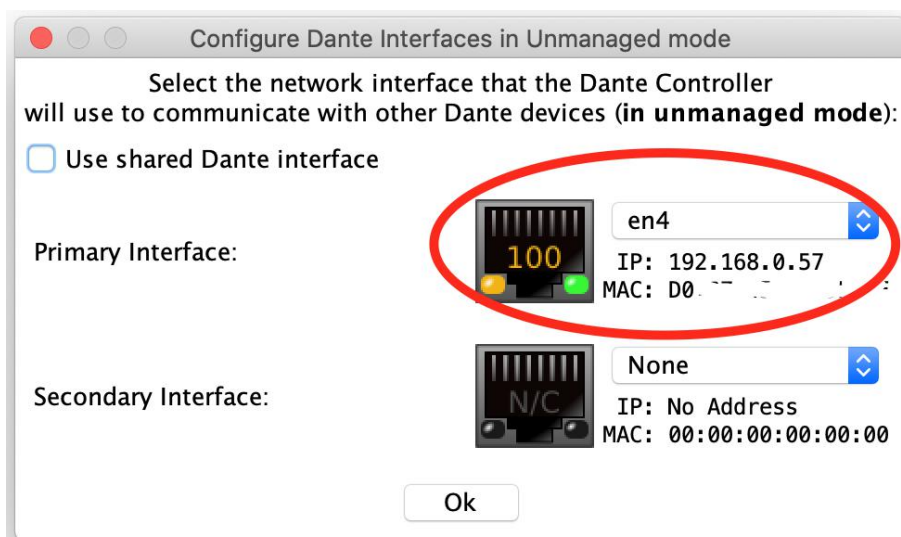 Configure Dante Interfaces in Unmanaged mode
Select the network interface that the Dante Controller
will use to communicate with other Dante devices (in unmanaged mode):
Use shared Dante interface
Primary Interface:
100
en4
IP: 192.168.0.57
MAC: D0
Secondary Interface:
N/C
None
IP: No Address
MAC: 00:00:00:00:00:00
Ok